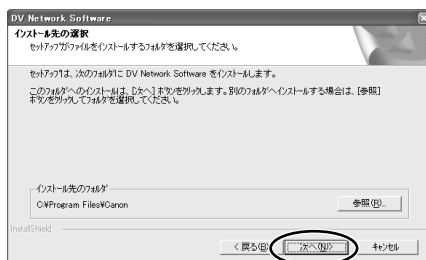 DV Network Software
インストール先の選択
セットアップがファイルをインストールするフォルダを選択してください。
セットアップは、次のフォルダに DV Network Software をインストールします。
このフォルダへのインストールは、[次へ] ボタンをクリックします。別のフォルダへインストールする場合は、[参照]
ボタンをクリックしてフォルダを選択してください。
インストール先のフォルダ
C:¥Program Files¥Canon
参照(R)...
InstallShield
< 戻る(B)
次へ(N) >
キャンセル